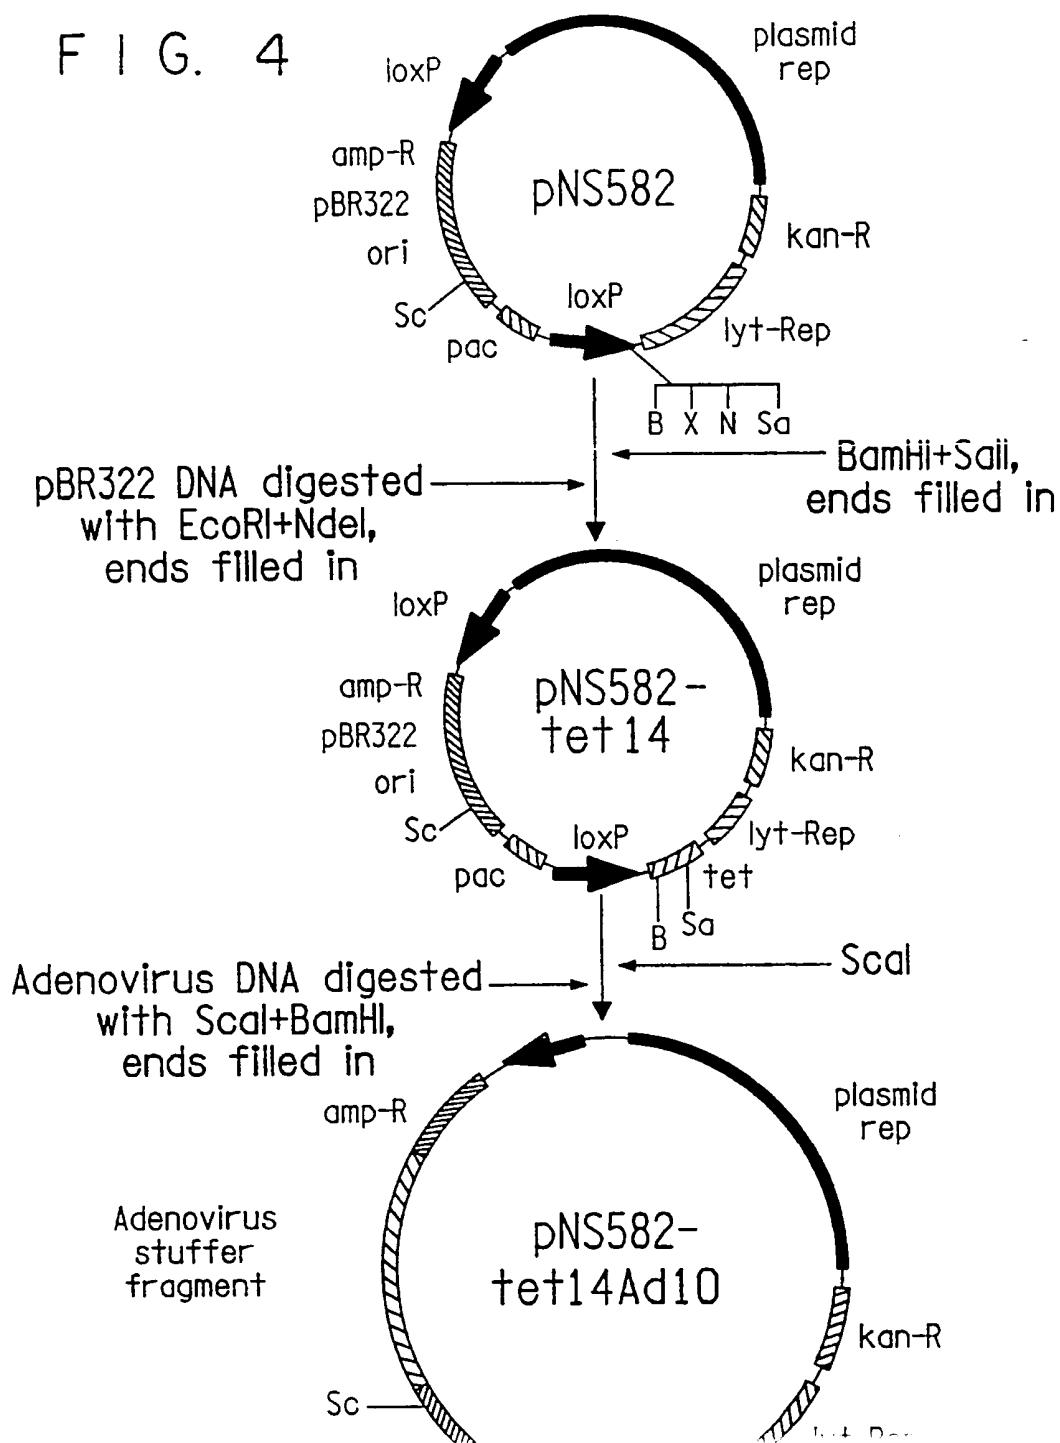 FIG. 4
plasmid
rep
loxP
amp-R
pBR322
ori
pNS582
kan-R
Sc
loxP
pac
lyt-Rep
B X N Sa
BamHI+SalI,
ends filled in
pBR322 DNA digested
with EcoRI+NdeI,
ends filled in
plasmid
rep
loxP
amp-R
pBR322
ori
pNS582-
tet14
kan-R
Sc
loxP
lyt-Rep
pac
tet
B
Sa
ScaI
Adenovirus DNA digested
with ScaI+BamHI,
ends filled in
amp-R
plasmid
rep
Adenovirus
stuffer
fragment
pNS582-
tet14Ad10
kan-R
Sc